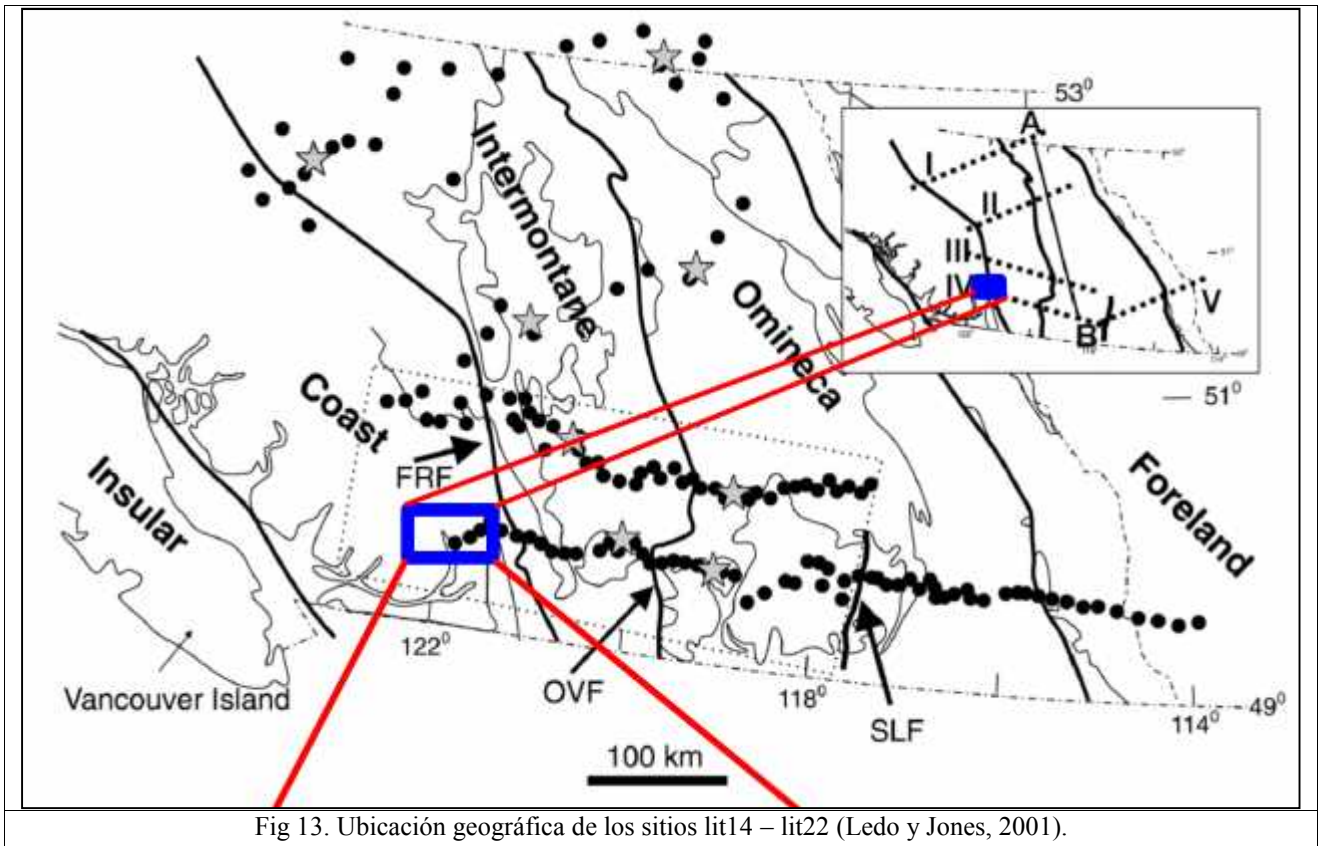 53⁰
A
I
II
III
IV
B
V
51⁰
Intermontane
Omineca
Coast
Insular
Foreland
FRF
122⁰
Vancouver Island
OVF
118⁰
SLF
114⁰
49⁰
100 km
Fig 13. Ubicación geográfica de los sitios lit14 – lit22 (Ledo y Jones, 2001).